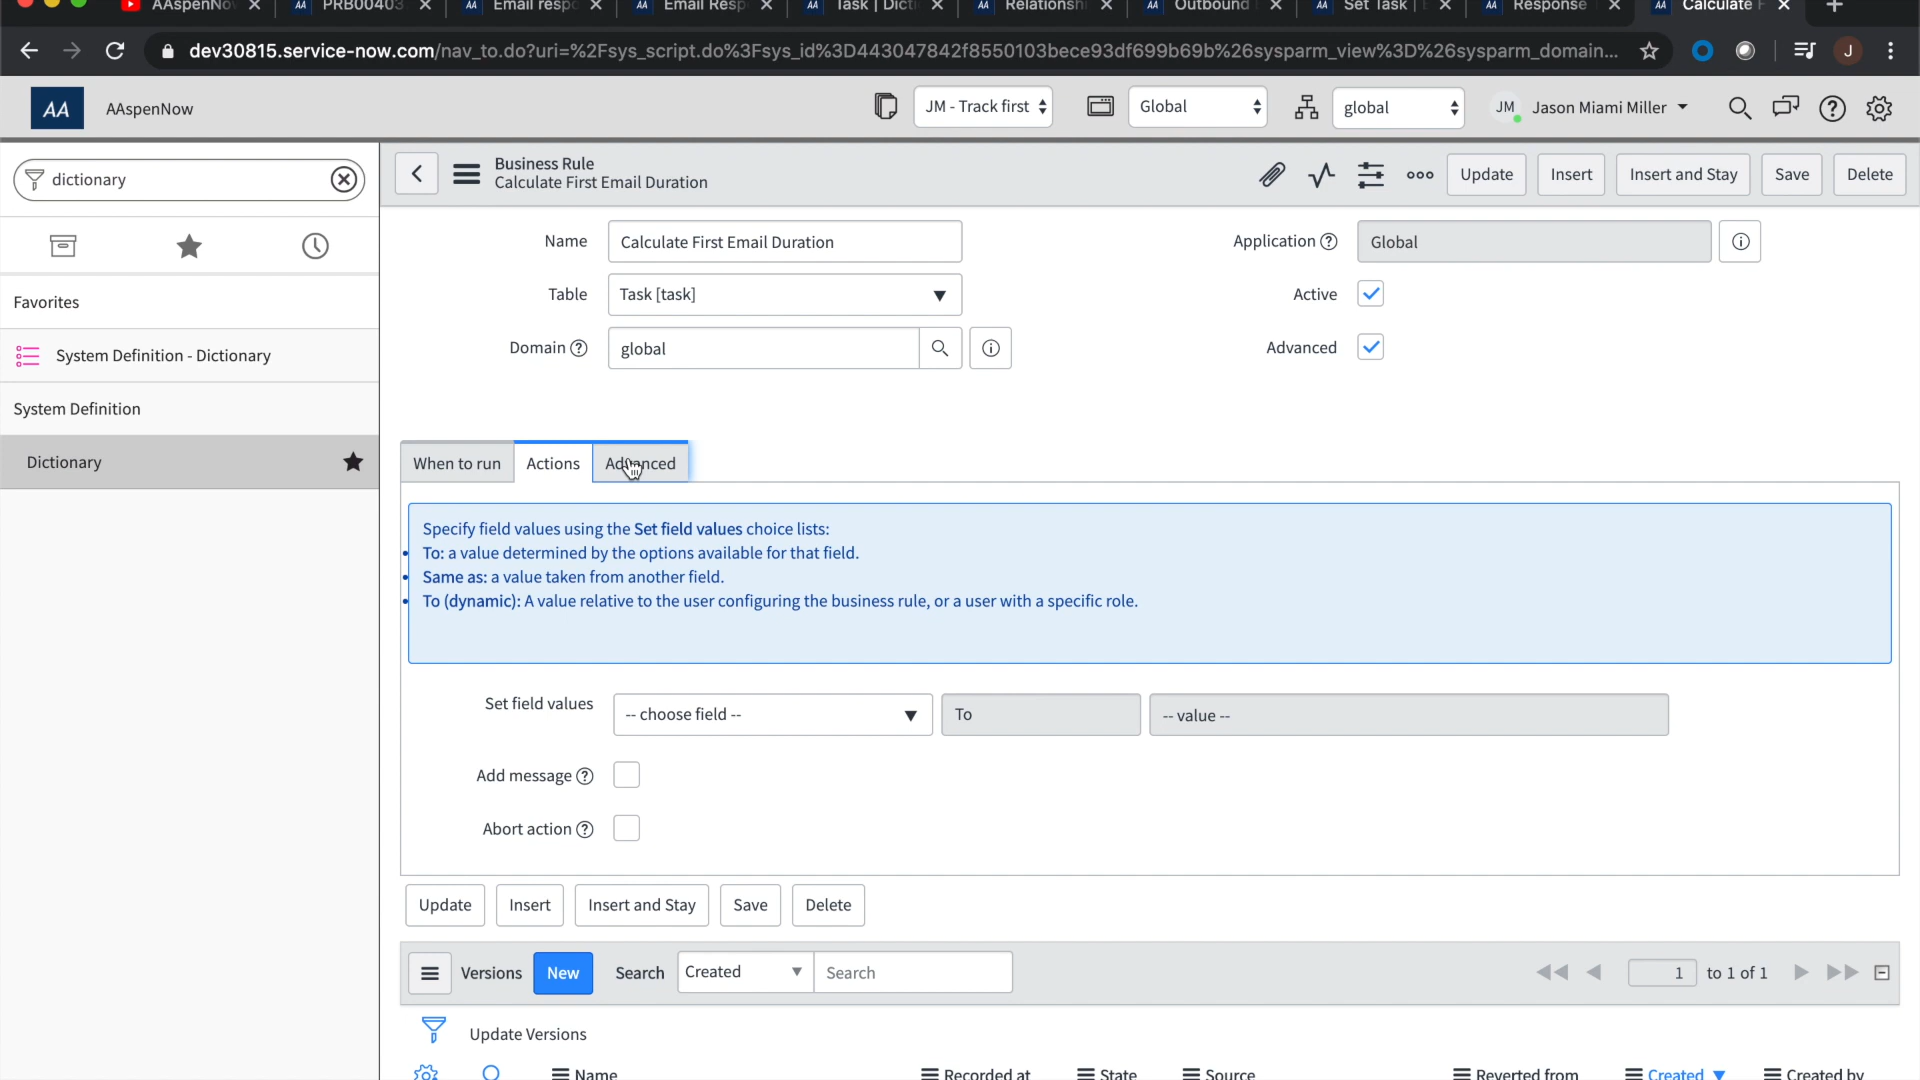 AAspenNo
PRB00403
Email respo
Email Resp
Task | Dicti
Relationshi
Outbound
Set Task |
Response
Calculate F
dev30815.service-now.com/nav_to.do?uri=%2Fsys_script.do%3Fsys_id%3D443047842f8550103bece93df699b69b%26sysparm_view%3D%26sysparm_domain...
J
AA
AAspenNow
JM - Track first
Global
global
JM
Jason Miami Miller
dictionary
Business Rule
Calculate First Email Duration
Update
Insert
Insert and Stay
Save
Delete
Favorites
System Definition - Dictionary
System Definition
Dictionary
Name
Calculate First Email Duration
Application
Global
Table
Task [task]
Active
Domain
global
Advanced
When to run
Actions
Advanced
Specify field values using the Set field values choice lists:
• To: a value determined by the options available for that field.
• Same as: a value taken from another field.
• To (dynamic): A value relative to the user configuring the business rule, or a user with a specific role.
Set field values
-- choose field --
To
-- value --
Add message
Abort action
Update
Insert
Insert and Stay
Save
Delete
Versions
New
Search
Created
Search
1 to 1 of 1
Update Versions
Name
Recorded at
State
Source
Reverted from
Created
Created by